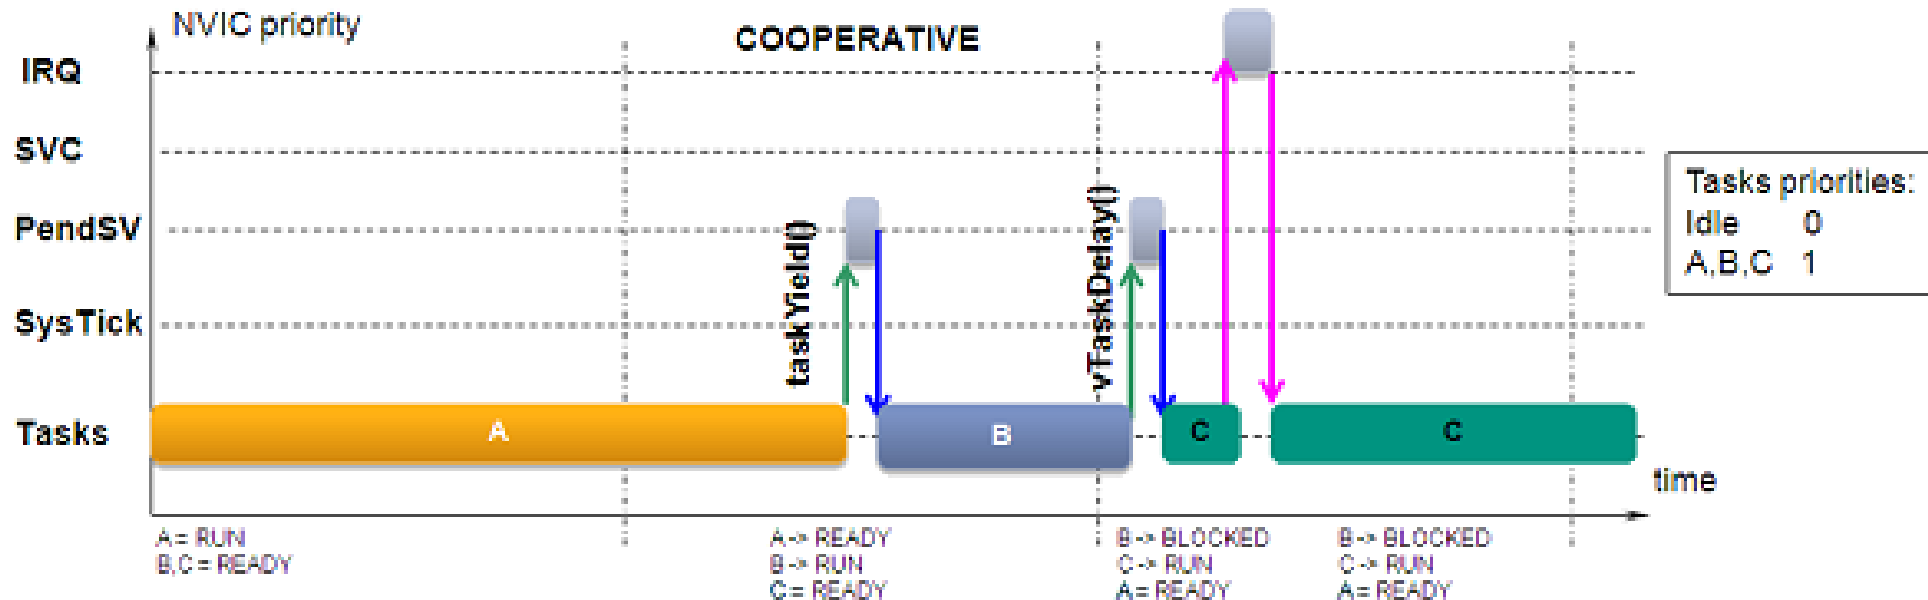 NVIC priority
COOPERATIVE
IRQ
SVC
PendSV
SysTick
Tasks
taskYield()
vTaskDelay()
A
B
C
C
time
Tasks priorities:
Idle 0
A,B,C 1
A = RUN
B,C = READY
A -> READY
B -> RUN
C = READY
B -> BLOCKED
C -> RUN
A = READY
B -> BLOCKED
C -> RUN
A = READY